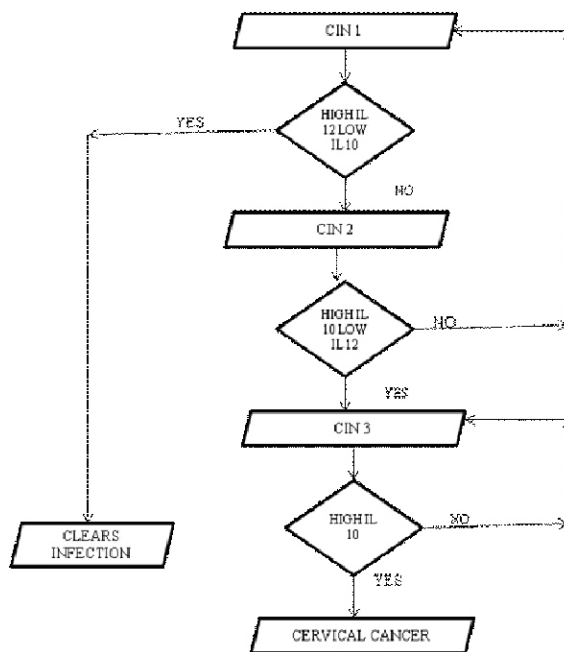 CIN 1
HIGH IL
12 LOW
IL 10
YES
NO
CIN 2
HIGH IL
10 LOW
IL 12
NO
YES
CIN 3
HIGH IL
10
NO
YES
CLEARS
INFECTION
CERVICAL CANCER